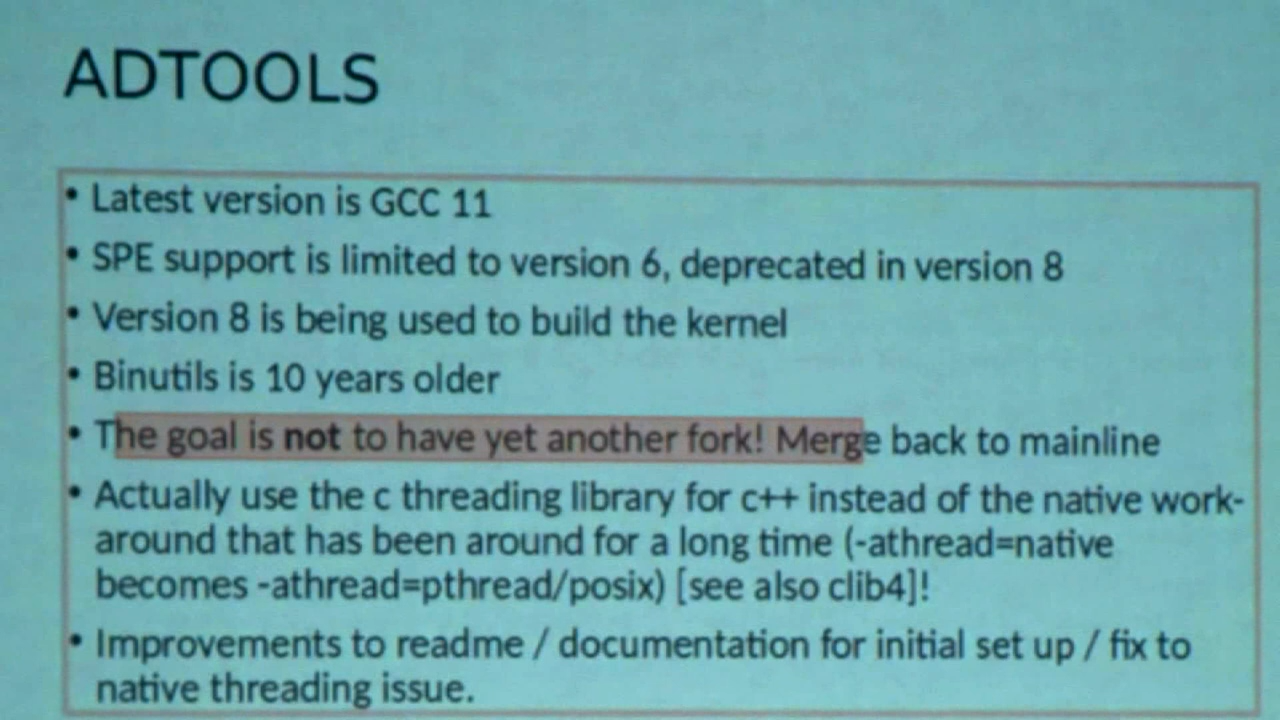 ADTOOLS
• Latest version is GCC 11
• SPE support is limited to version 6, deprecated in version 8
• Version 8 is being used to build the kernel
• Binutils is 10 years older
• The goal is not to have yet another fork! Merge back to mainline
• Actually use the c threading library for c++ instead of the native work-
around that has been around for a long time (-athread=native
becomes -athread=pthread/posix) [see also clib4]!
• Improvements to readme / documentation for initial set up / fix to
native threading issue.